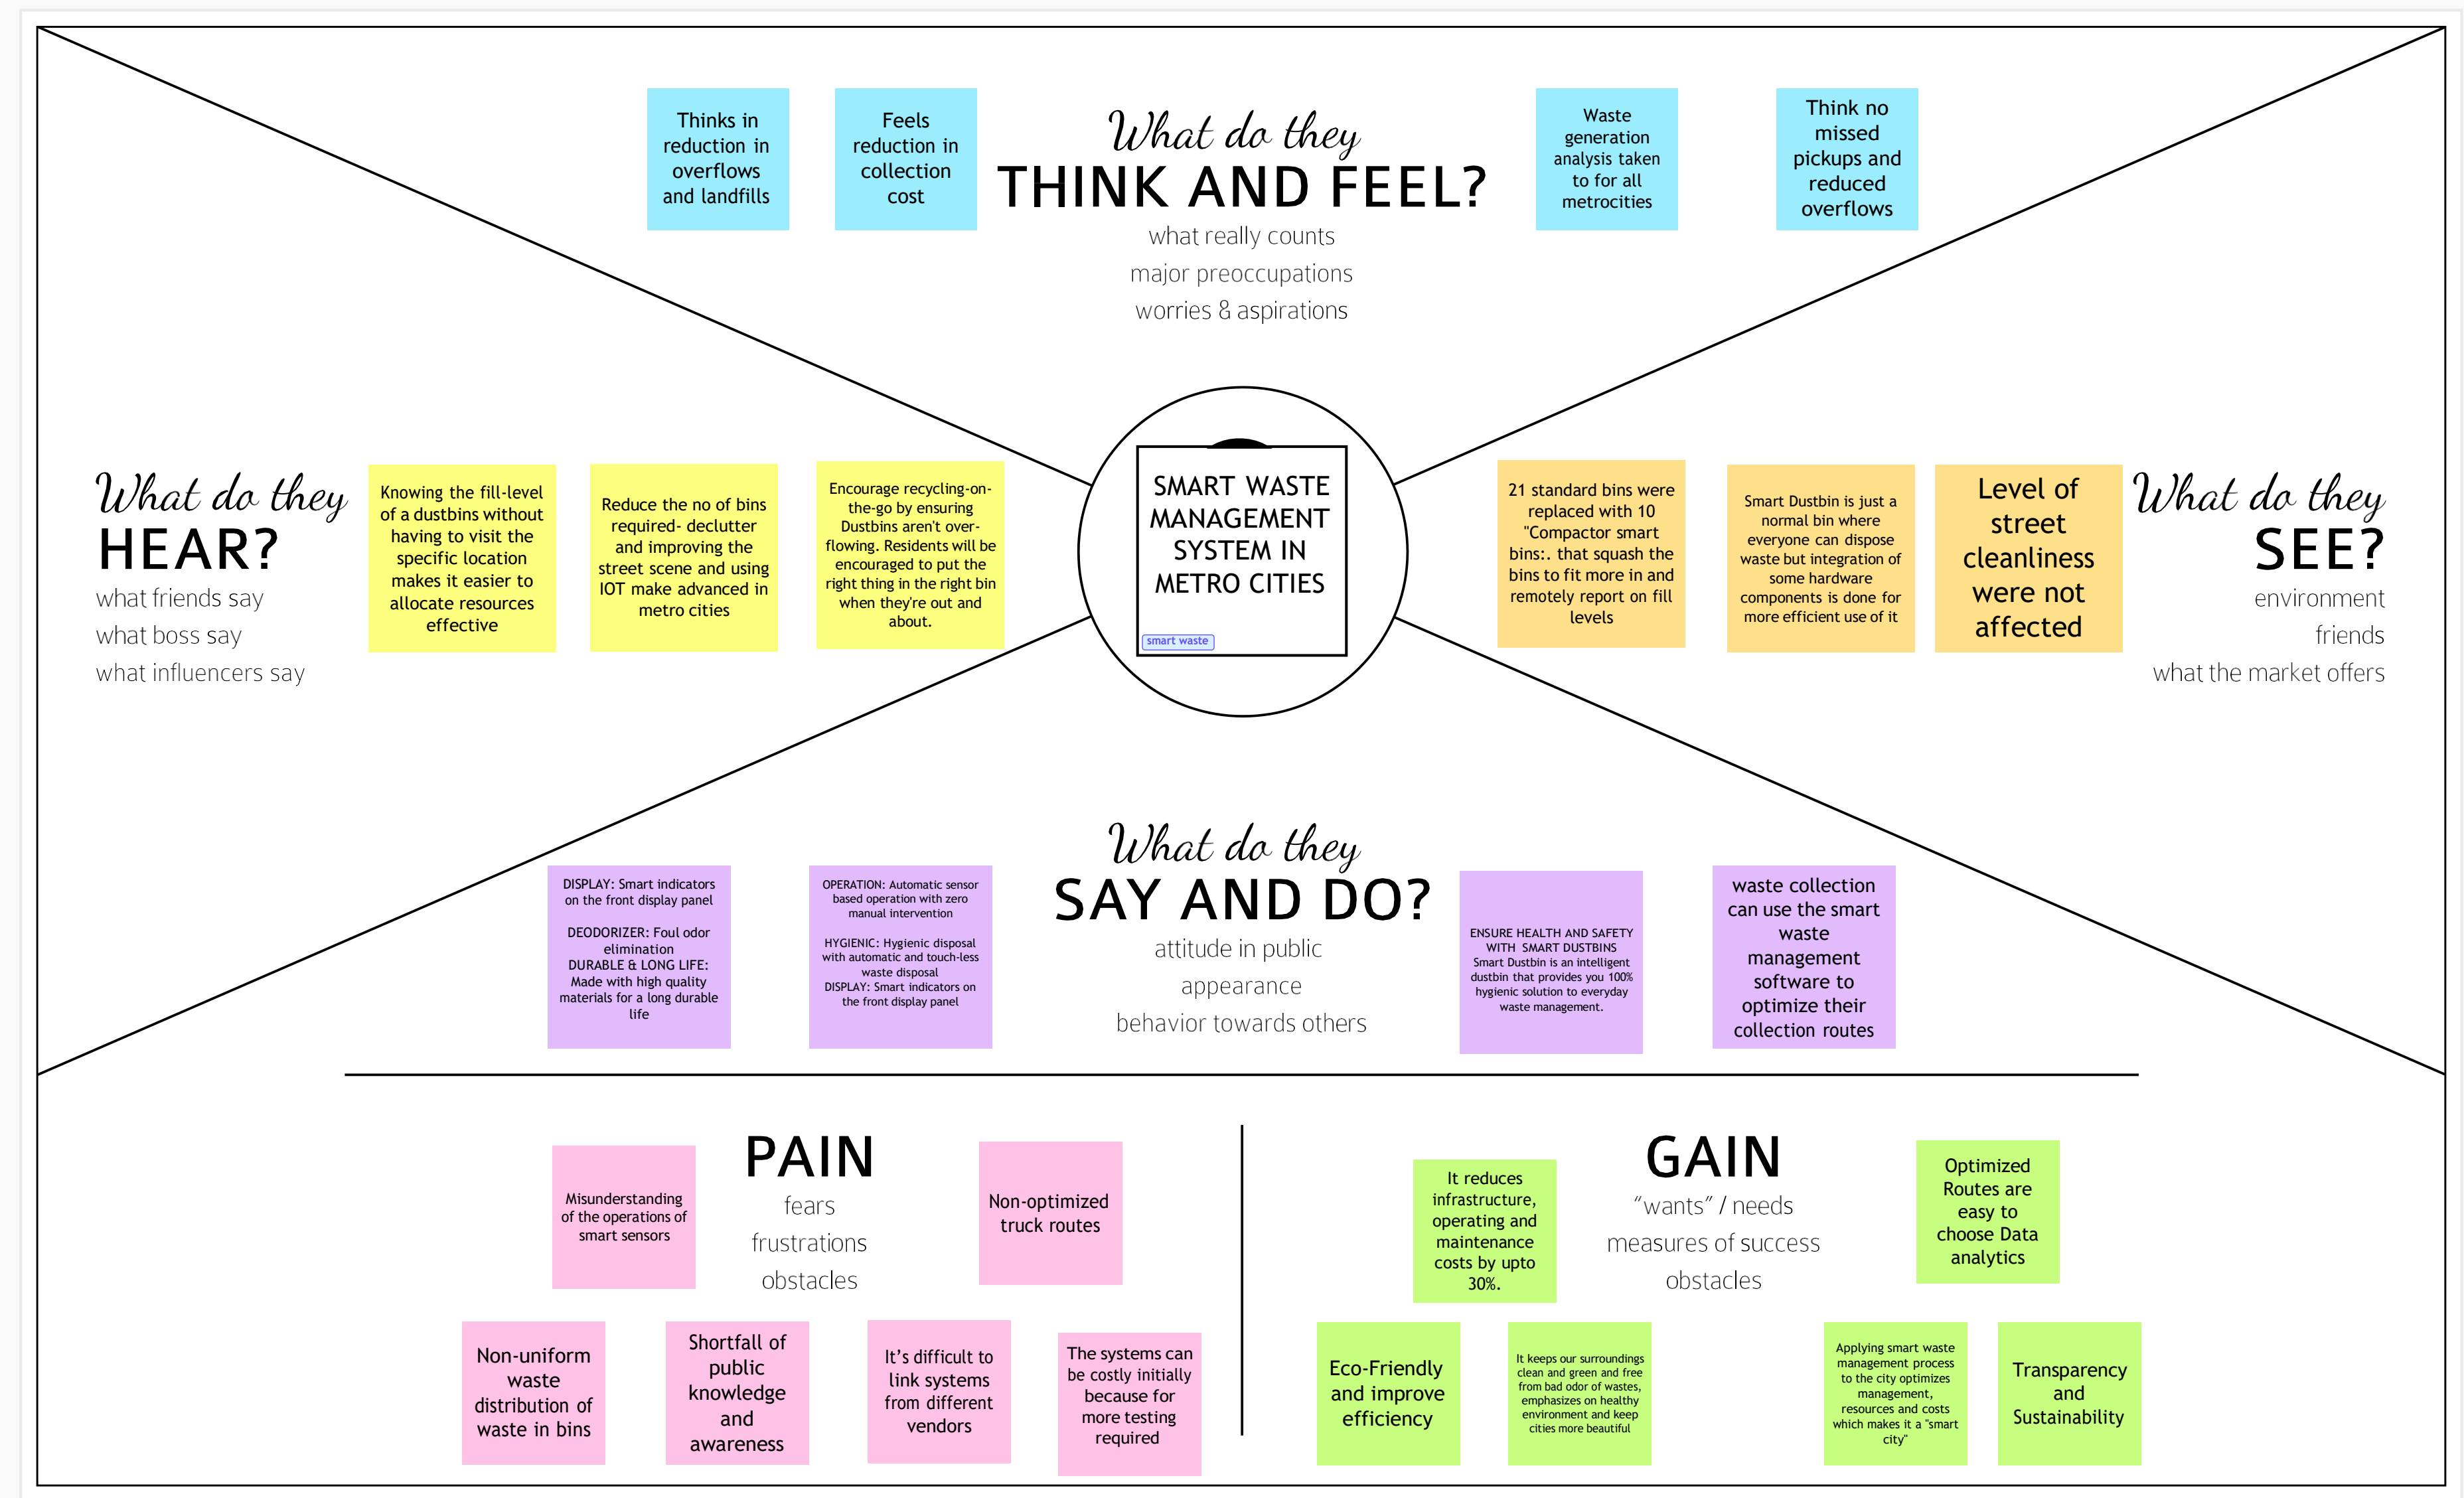 Thinks in
reduction in
overflows
and landfills
Feels
reduction in
collection
cost
What do they
THINK AND FEEL?
what really counts
major preoccupations
worries & aspirations
Waste
generation
analysis taken
to for all
metrocities
Think no
missed
pickups and
reduced
overflows
What do they
HEAR?
what friends say
what boss say
what influencers say
Knowing the fill-level
of a dustbins without
having to visit the
specific location
makes it easier to
allocate resources
effective
Reduce the no of bins
required- declutter
and improving the
street scene and using
IOT make advanced in
metro cities
Encourage recycling-on-
the-go by ensuring
Dustbins aren't over-
flowing. Residents will be
encouraged to put the
right thing in the right bin
when they're out and
about.
SMART WASTE
MANAGEMENT
SYSTEM IN
METRO CITIES
smart waste
21 standard bins were
replaced with 10
"Compactor smart
bins:. that squash the
bins to fit more in and
remotely report on fill
levels
Smart Dustbin is just a
normal bin where
everyone can dispose
waste but integration of
some hardware
components is done for
more efficient use of it
Level of
street
cleanliness
were not
affected
What do they
SEE?
environment
friends
what the market offers
DISPLAY: Smart indicators
on the front display panel
DEODORIZER: Foul odor
elimination
DURABLE & LONG LIFE:
Made with high quality
materials for a long durable
life
OPERATION: Automatic sensor
based operation with zero
manual intervention
HYGIENIC: Hygienic disposal
with automatic and touch-less
waste disposal
DISPLAY: Smart indicators on
the front display panel
What do they
SAY AND DO?
attitude in public
appearance
behavior towards others
ENSURE HEALTH AND SAFETY
WITH SMART DUSTBINS
Smart Dustbin is an intelligent
dustbin that provides you 100%
hygienic solution to everyday
waste management.
waste collection
can use the smart
waste
management
software to
optimize their
collection routes
PAIN
fears
frustrations
obstacles
Misunderstanding
of the operations of
smart sensors
Non-optimized
truck routes
Non-uniform
waste
distribution of
waste in bins
Shortfall of
public
knowledge
and
awareness
It's difficult to
link systems
from different
vendors
The systems can
be costly initially
because for
more testing
required
GAIN
“wants” / needs
measures of success
obstacles
It reduces
infrastructure,
operating and
maintenance
costs by upto
30%.
Optimized
Routes are
easy to
choose Data
analytics
Eco-Friendly
and improve
efficiency
It keeps our surroundings
clean and green and free
from bad odor of wastes,
emphasizes on healthy
environment and keep
cities more beautiful
Applying smart waste
management process
to the city optimizes
management,
resources and costs
which makes it a "smart
city"
Transparency
and
Sustainability